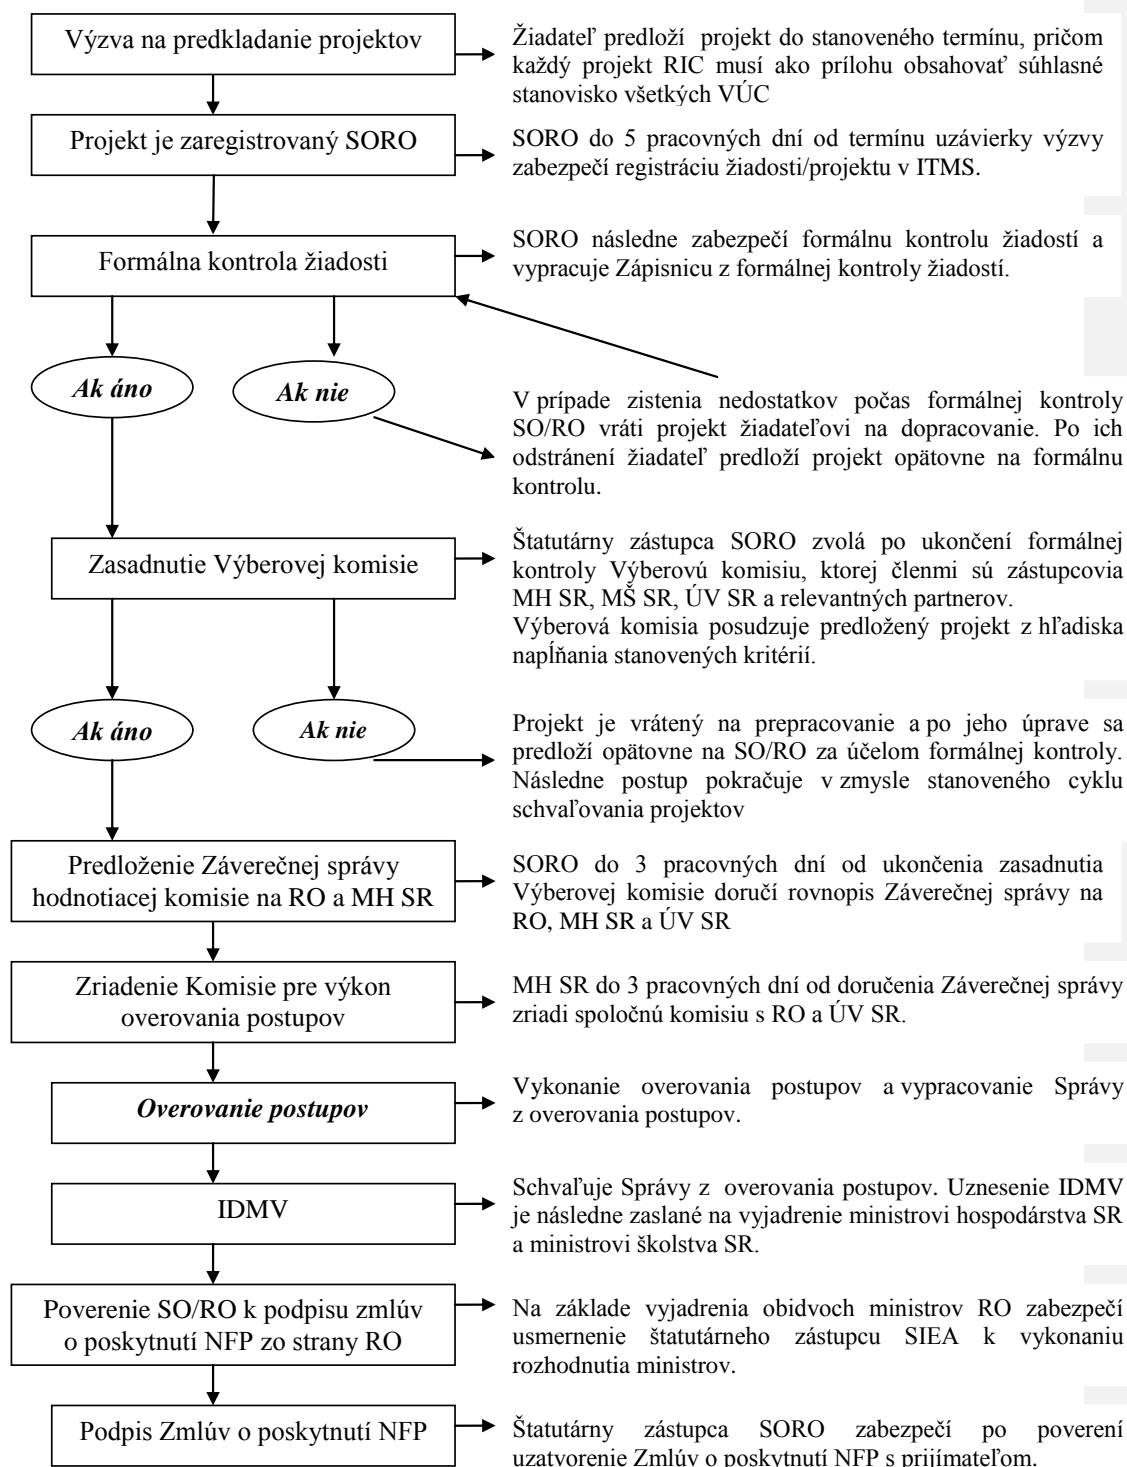 Výzva na predkladanie projektov
Žiadateľ predloží projekt do stanoveného termínu, pričom
každý projekt RIC musí ako prílohu obsahovať súhlasné
stanovisko všetkých VÚC
Projekt je zaregistrovaný SORO
SORO do 5 pracovných dní od termínu uzávierky výzvy
zabezpečí registráciu žiadosti/projektu v ITMS.
Formálna kontrola žiadosti
SORO následne zabezpečí formálnu kontrolu žiadostí a
vypracuje Zápisnicu z formálnej kontroly žiadostí.
Ak áno
Ak nie
V prípade zistenia nedostatkov počas formálnej kontroly
SO/RO vráti projekt žiadateľovi na dopracovanie. Po ich
odstránení žiadateľ predloží projekt opätovne na formálnu
kontrolu.
Zasadnutie Výberovej komisie
Štatutárny zástupca SORO zvolá po ukončení formálnej
kontroly Výberovú komisiu, ktorej členmi sú zástupcovia
MH SR, MŠ SR, ÚV SR a relevantných partnerov.
Výberová komisia posudzuje predložený projekt z hľadiska
napĺňania stanovených kritérií.
Ak áno
Ak nie
Projekt je vrátený na prepracovanie a po jeho úprave sa
predloží opätovne na SO/RO za účelom formálnej kontroly.
Následne postup pokračuje v zmysle stanoveného cyklu
schvaľovania projektov
Predloženie Záverečnej správy
hodnotiacej komisie na RO a MH SR
SORO do 3 pracovných dní od ukončenia zasadnutia
Výberovej komisie doručí rovnopis Záverečnej správy na
RO, MH SR a ÚV SR
Zriadenie Komisie pre výkon
overovania postupov
MH SR do 3 pracovných dní od doručenia Záverečnej správy
zriadi spoločnú komisiu s RO a ÚV SR.
Overovanie postupov
Vykonanie overovania postupov a vypracovanie Správy
z overovania postupov.
IDMV
Schvaľuje Správy z overovania postupov. Uznesenie IDMV
je následne zaslané na vyjadrenie ministrovi hospodárstva SR
a ministrovi školstva SR.
Poverenie SO/RO k podpisu zmlúv
o poskytnutí NFP zo strany RO
Na základe vyjadrenia obidvoch ministrov RO zabezpečí
usmernenie štatutárneho zástupcu SIEA k vykonaniu
rozhodnutia ministrov.
Podpis Zmlúv o poskytnutí NFP
Štatutárny zástupca SORO zabezpečí po poverení
uzatvorenie Zmlúv o poskytnutí NFP s prijímateľom.